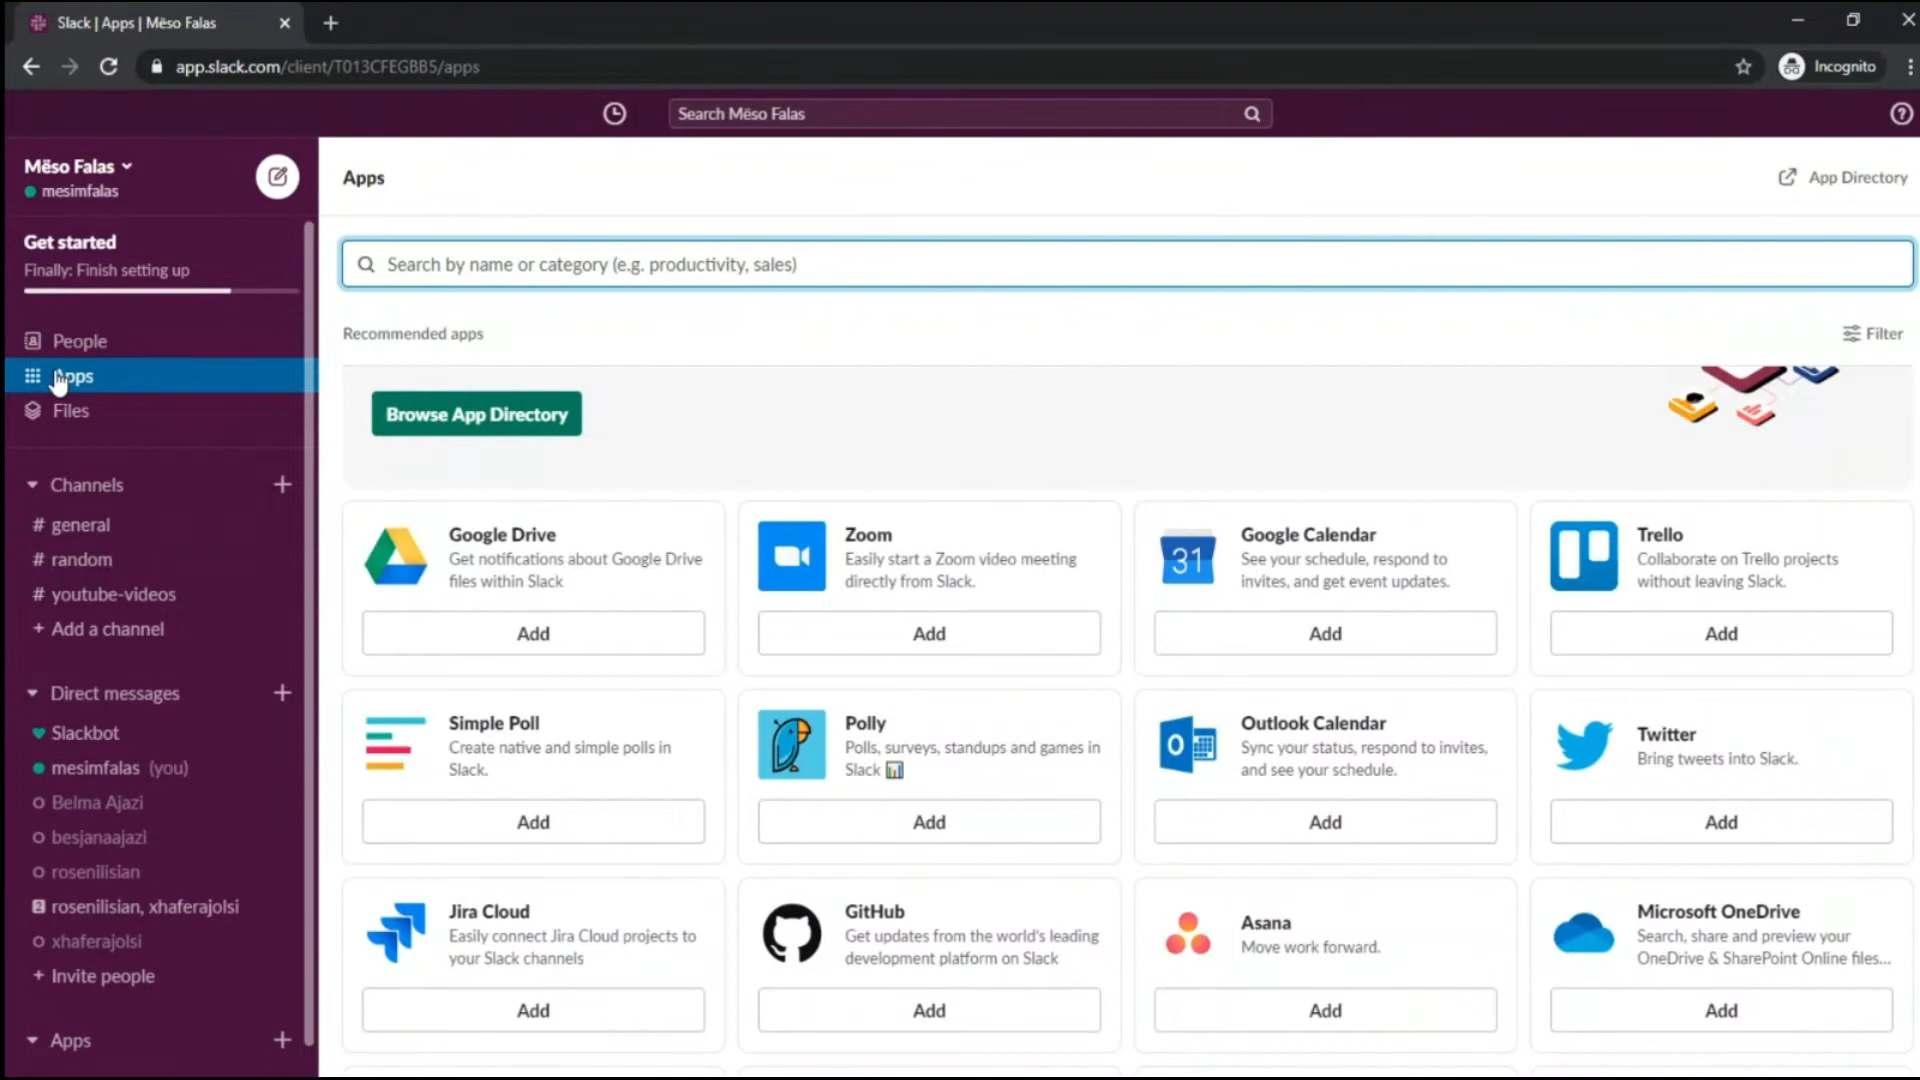 Slack | Apps | Mëso Falas
app.slack.com/client/T013CFEGBB5/apps
Incognito
Search Mëso Falas
Mëso Falas
mesimfalas
Get started
Finally: Finish setting up
People
Apps
Files
Channels
# general
# random
# youtube-videos
+ Add a channel
Direct messages
Slackbot
mesimfalas (you)
Belma Ajazi
besjanaajazi
rosenilisian
2 rosenilisian, xhaferajolsi
xhaferajolsi
+ Invite people
Apps
Apps
App Directory
Search by name or category (e.g. productivity, sales)
Recommended apps
Filter
Browse App Directory
Google Drive
Get notifications about Google Drive
files within Slack
Add
Zoom
Easily start a Zoom video meeting
directly from Slack.
Add
31
Google Calendar
See your schedule, respond to
invites, and get event updates.
Add
Trello
Collaborate on Trello projects
without leaving Slack.
Add
Simple Poll
Create native and simple polls in
Slack.
Add
Polly
Polls, surveys, standups and games in
Slack 📊
Add
Outlook Calendar
Sync your status, respond to invites,
and see your schedule.
Add
Twitter
Bring tweets into Slack.
Add
Jira Cloud
Easily connect Jira Cloud projects to
your Slack channels
Add
GitHub
Get updates from the world's leading
development platform on Slack
Add
Asana
Move work forward.
Add
Microsoft OneDrive
Search, share and preview your
OneDrive & SharePoint Online files...
Add